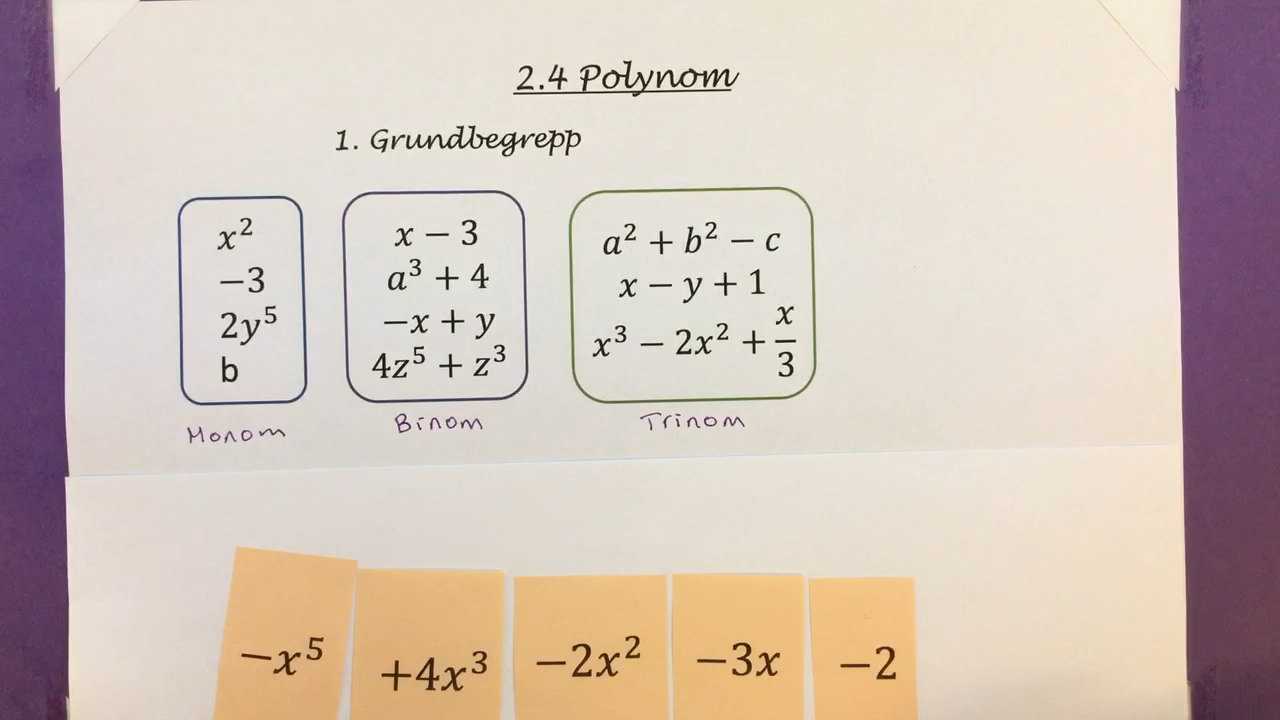 2.4 Polynom
1. Grundbegrepp
x²
−3
2y⁵
b
Monom
x − 3
a³ + 4
−x + y
4z⁵ + z³
Binom
a² + b² − c
x − y + 1
x³ − 2x² + x/3
Trinom
−x⁵ +4x³ −2x² −3x −2